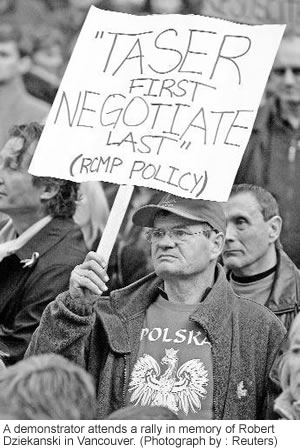 "TASER
FIRST
NEGOTIATE
LAST"
(RCMP POLICY)
POLSKA
A demonstrator attends a rally in memory of Robert
Dziekanski in Vancouver. (Photograph by : Reuters)